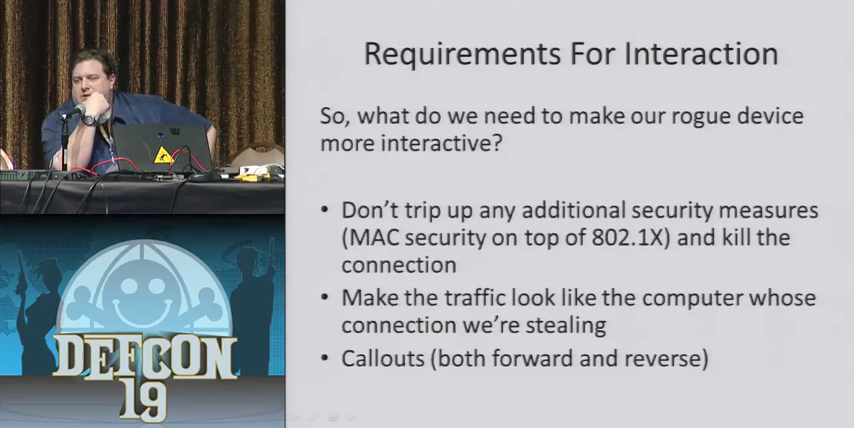 Requirements For Interaction
So, what do we need to make our rogue device
more interactive?
• Don't trip up any additional security measures
(MAC security on top of 802.1X) and kill the
connection
• Make the traffic look like the computer whose
connection we're stealing
• Callouts (both forward and reverse)
DEFCON
19